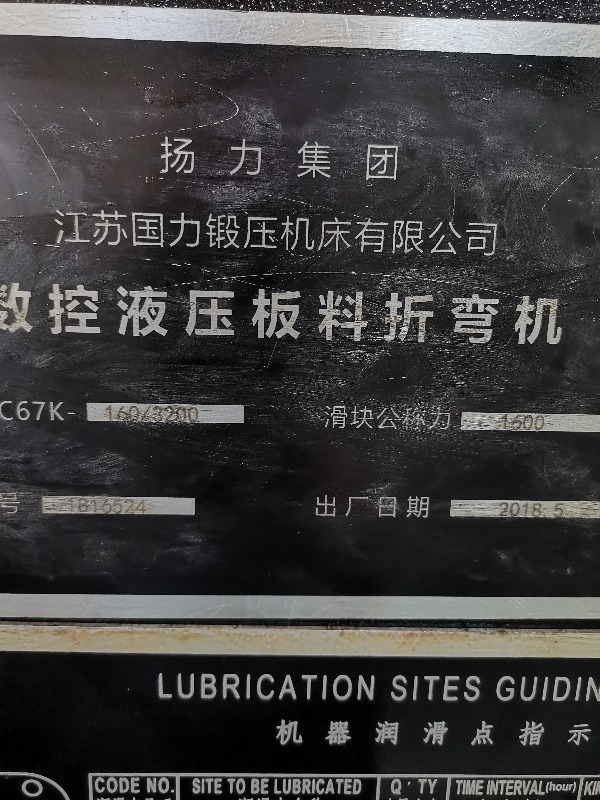 扬力集团
江苏国力锻压机床有限公司
数控液压板料折弯机
C67K- 160/3200 滑块公称力 1600
号 1816524 出厂日期 2018.5
LUBRICATION SITES GUIDIN
机器润滑点指示
CODE NO. SITE TO BE LUBRICATED Q'TY TIME INTERVAL(hour) KIN